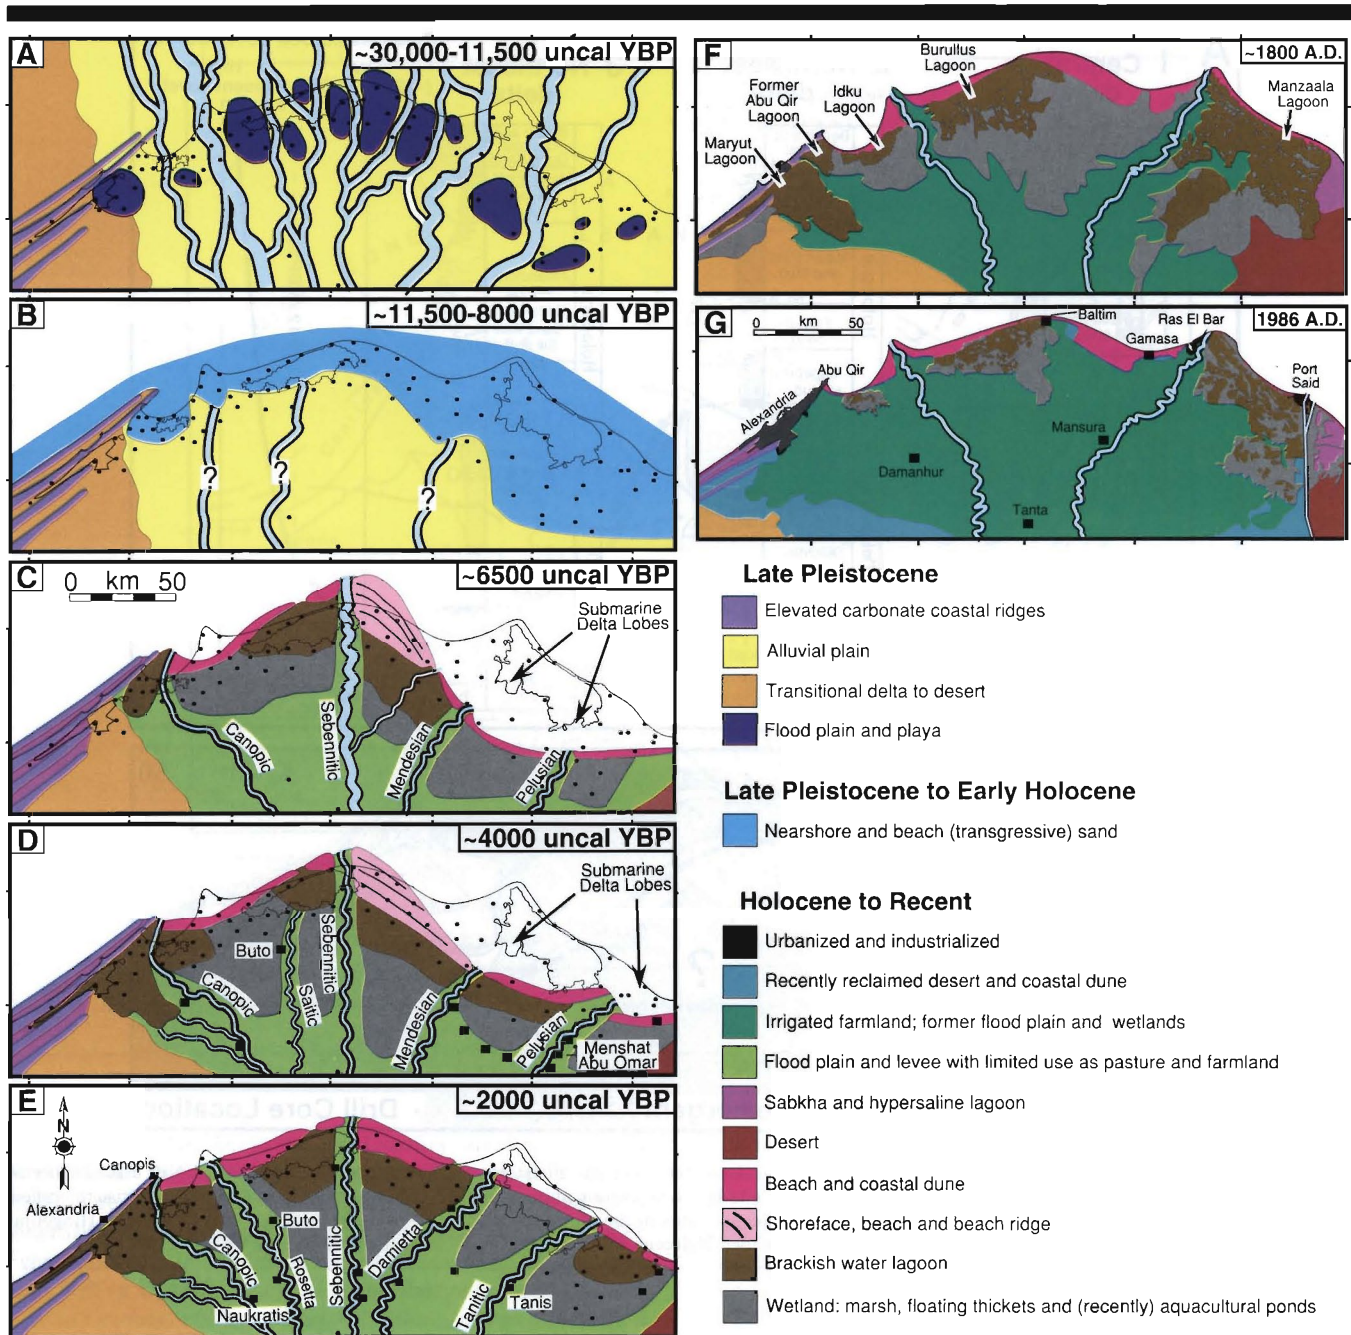 A
~30,000-11,500 uncal YBP
B
~11,500-8000 uncal YBP
?
?
?
C
~6500 uncal YBP
0 km 50
Submarine
Delta Lobes
Canopic
Sebennitic
Mendesian
Pelusian
D
~4000 uncal YBP
Submarine
Delta Lobes
Buto
Canopic
Saitic
Sebennitic
Mendesian
Pelusian
Menshat
Abu Omar
E
~2000 uncal YBP
N
Canopis
Alexandria
Buto
Canopic
Rosetta
Sebennitic
Damietta
Tanitic
Tanis
Naukratis
F
~1800 A.D.
Burullus
Lagoon
Former
Abu Qir
Lagoon
Idku
Lagoon
Maryut
Lagoon
Manzaala
Lagoon
G
1986 A.D.
0 km 50
Baltim
Ras El Bar
Gamasa
Abu Qir
Port
Said
Alexandria
Mansura
Damanhur
Tanta
Late Pleistocene
Elevated carbonate coastal ridges
Alluvial plain
Transitional delta to desert
Flood plain and playa
Late Pleistocene to Early Holocene
Nearshore and beach (transgressive) sand
Holocene to Recent
Urbanized and industrialized
Recently reclaimed desert and coastal dune
Irrigated farmland; former flood plain and wetlands
Flood plain and levee with limited use as pasture and farmland
Sabkha and hypersaline lagoon
Desert
Beach and coastal dune
Shoreface, beach and beach ridge
Brackish water lagoon
Wetland: marsh, floating thickets and (recently) aquacultural ponds